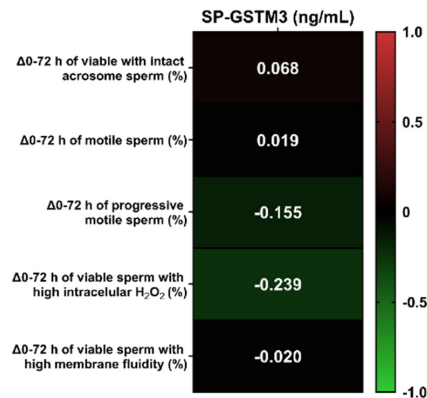 SP-GSTM3 (ng/mL)
Δ0-72 h of viable with intact
acrosome sperm (%)
0.068
Δ0-72 h of motile sperm (%)
0.019
Δ0-72 h of progressive
motile sperm (%)
-0.155
Δ0-72 h of viable sperm with
high intracelular H₂O₂ (%)
-0.239
Δ0-72 h of viable sperm with
high membrane fluidity (%)
-0.020
1.0
0.5
0
-0.5
-1.0